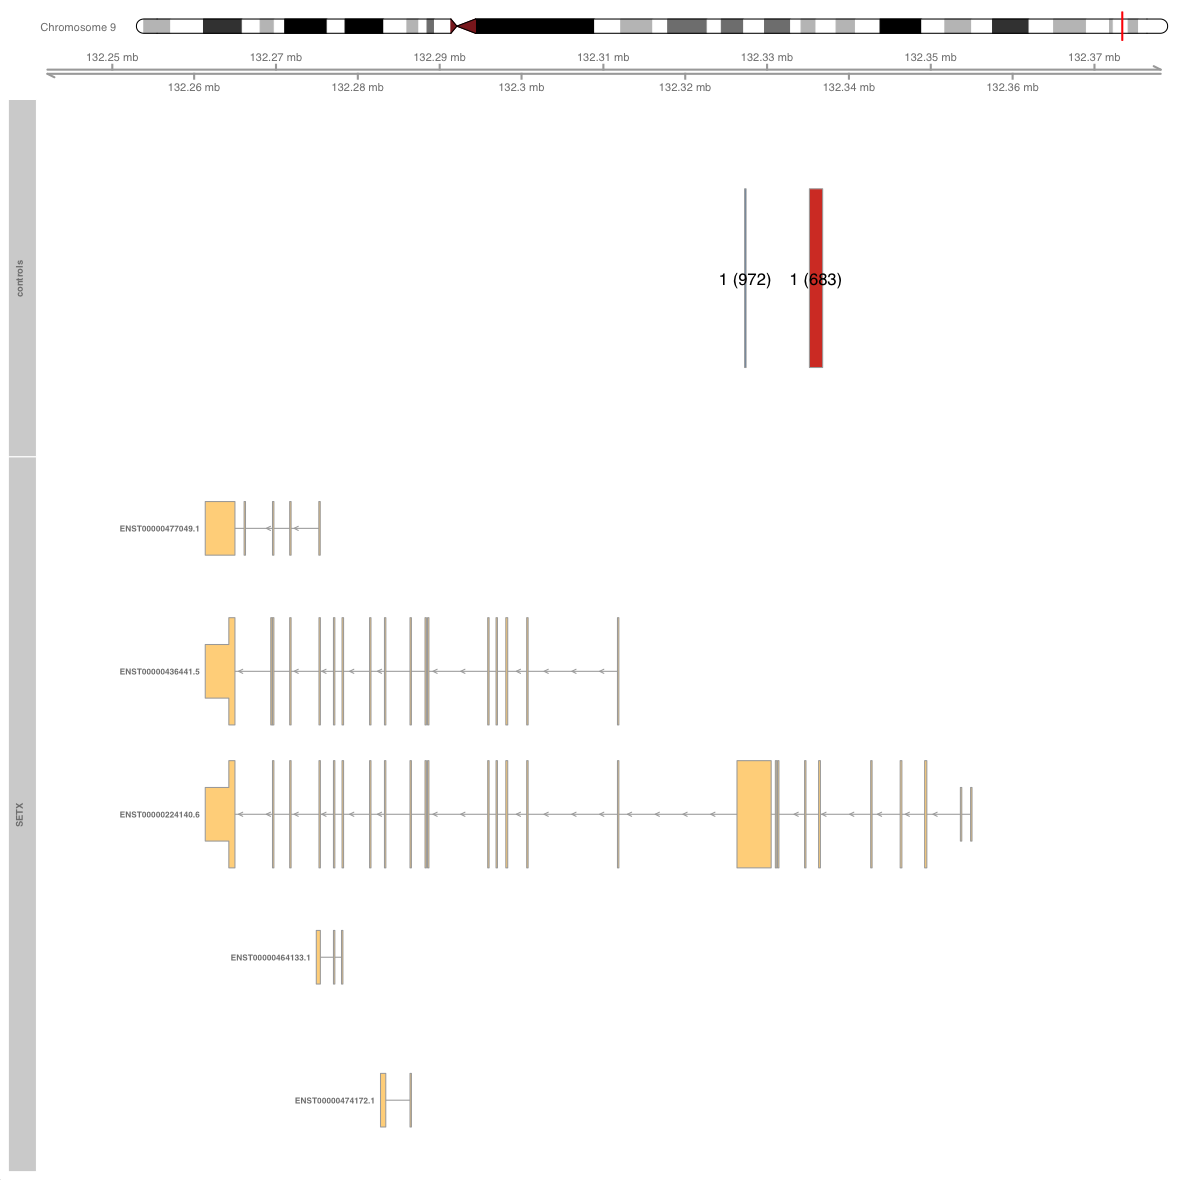 Chromosome 9
132.25 mb 132.27 mb 132.29 mb 132.31 mb 132.33 mb 132.35 mb 132.37 mb
132.26 mb 132.28 mb 132.3 mb 132.32 mb 132.34 mb 132.36 mb
controls
1 (972) 1 (683)
SETX
ENST00000477049.1
ENST00000436441.5
ENST00000224140.6
ENST00000464133.1
ENST00000474172.1